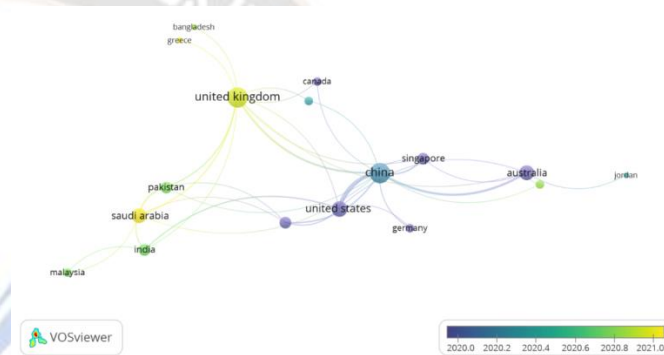 bangladesh
greece
canada
united kingdom
singapore
china
australia
jordan
pakistan
united states
saudi arabia
germany
india
malaysia
VOSviewer
2020.0 2020.2 2020.4 2020.6 2020.8 2021.0